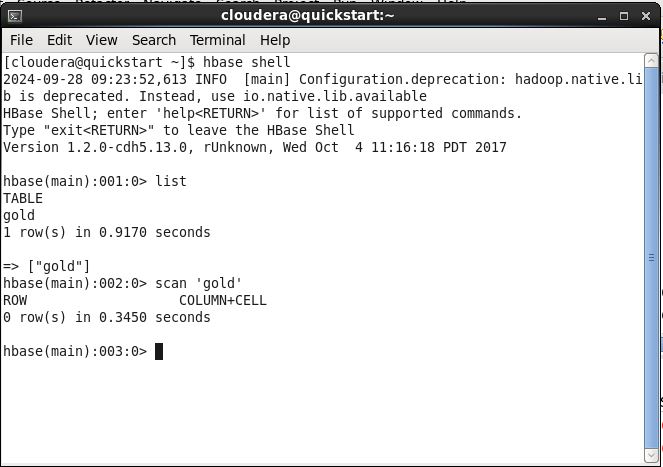 cloudera@quickstart:~
File Edit View Search Terminal Help
[cloudera@quickstart ~]$ hbase shell
2024-09-28 09:23:52,613 INFO  [main] Configuration.deprecation: hadoop.native.li
b is deprecated. Instead, use io.native.lib.available
HBase Shell; enter 'help<RETURN>' for list of supported commands.
Type "exit<RETURN>" to leave the HBase Shell
Version 1.2.0-cdh5.13.0, rUnknown, Wed Oct  4 11:16:18 PDT 2017
hbase(main):001:0> list
TABLE
gold
1 row(s) in 0.9170 seconds
=> ["gold"]
hbase(main):002:0> scan 'gold'
ROW                   COLUMN+CELL
0 row(s) in 0.3450 seconds
hbase(main):003:0>